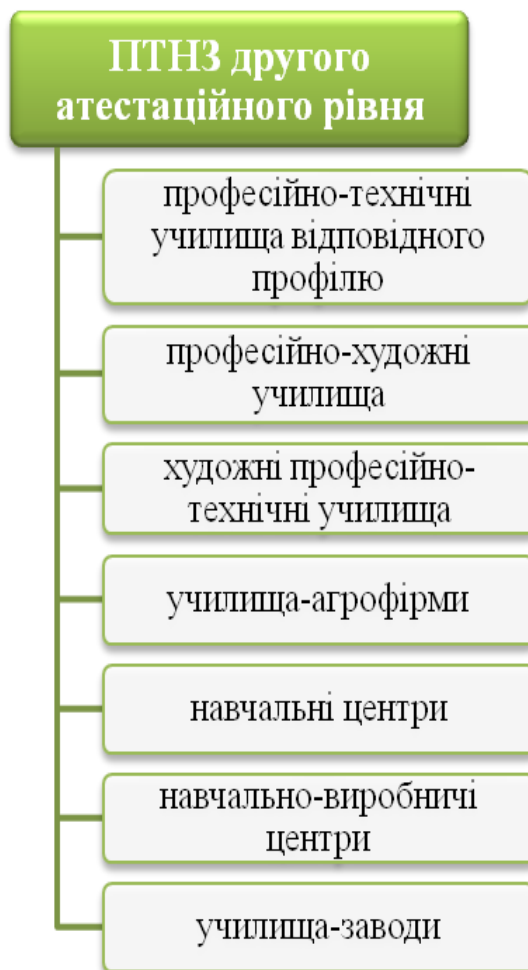 ПТНЗ другого
атестаційного рівня
професійно-технічні
училища відповідного
профілю
професійно-художні
училища
художні професійно-
технічні училища
училища-агрофірми
навчальні центри
навчально-виробничі
центри
училища-заводи